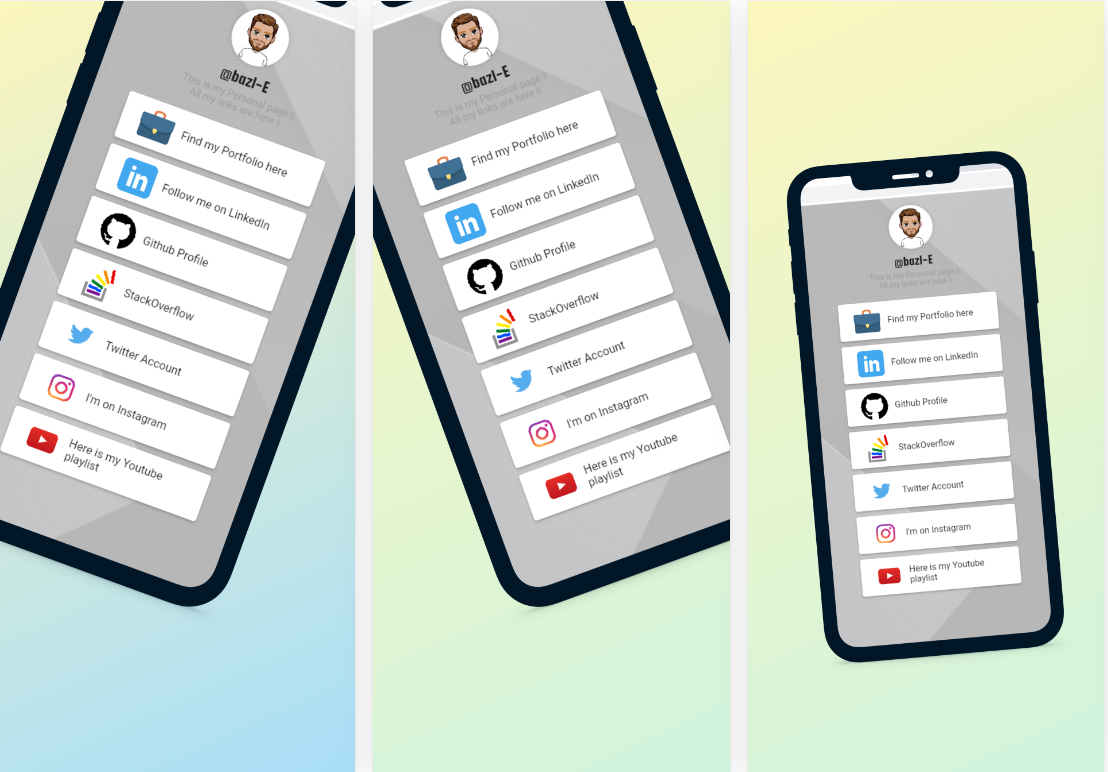 @bazl-E
This is my Personal page
All my links are here
Find my Portfolio here
in
Follow me on LinkedIn
Github Profile
StackOverflow
Twitter Account
I'm on Instagram
Here is my Youtube
playlist
@bazl-E
This is my Personal page
All my links are here
Find my Portfolio here
in
Follow me on LinkedIn
Github Profile
StackOverflow
Twitter Account
I'm on Instagram
Here is my Youtube
playlist
@bazl-E
This is my Personal page
All my links are here
Find my Portfolio here
in
Follow me on LinkedIn
Github Profile
StackOverflow
Twitter Account
I'm on Instagram
Here is my Youtube
playlist